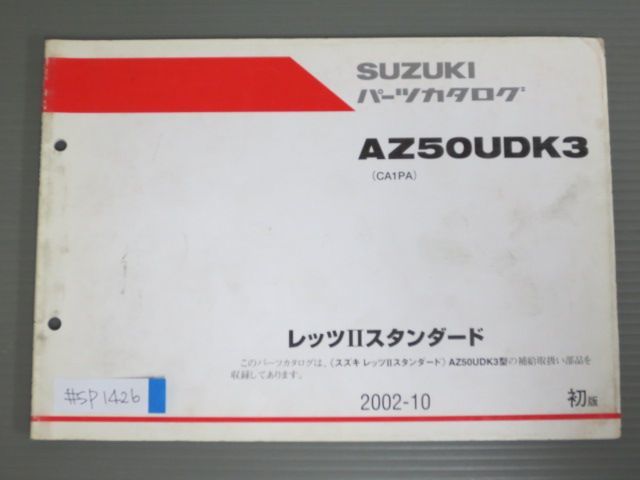 SUZUKI
パーツカタログ
AZ50UDK3
(CA1PA)
レッツIIスタンダード
このパーツカタログは、(スズキ レッツIIスタンダード) AZ50UDK3型の補給取扱い部品を
収録してあります。
2002-10 初版
#5P1426